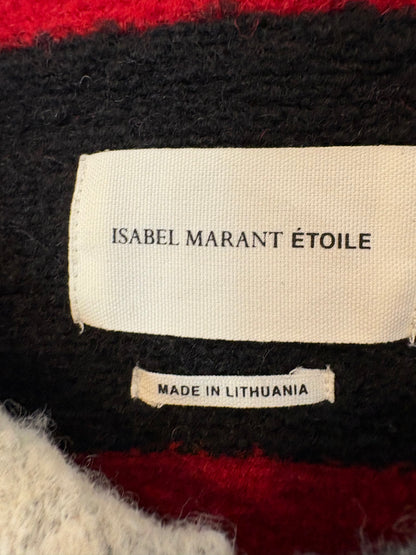 ISABEL MARANT ÉTOILE
MADE IN LITHUANIA